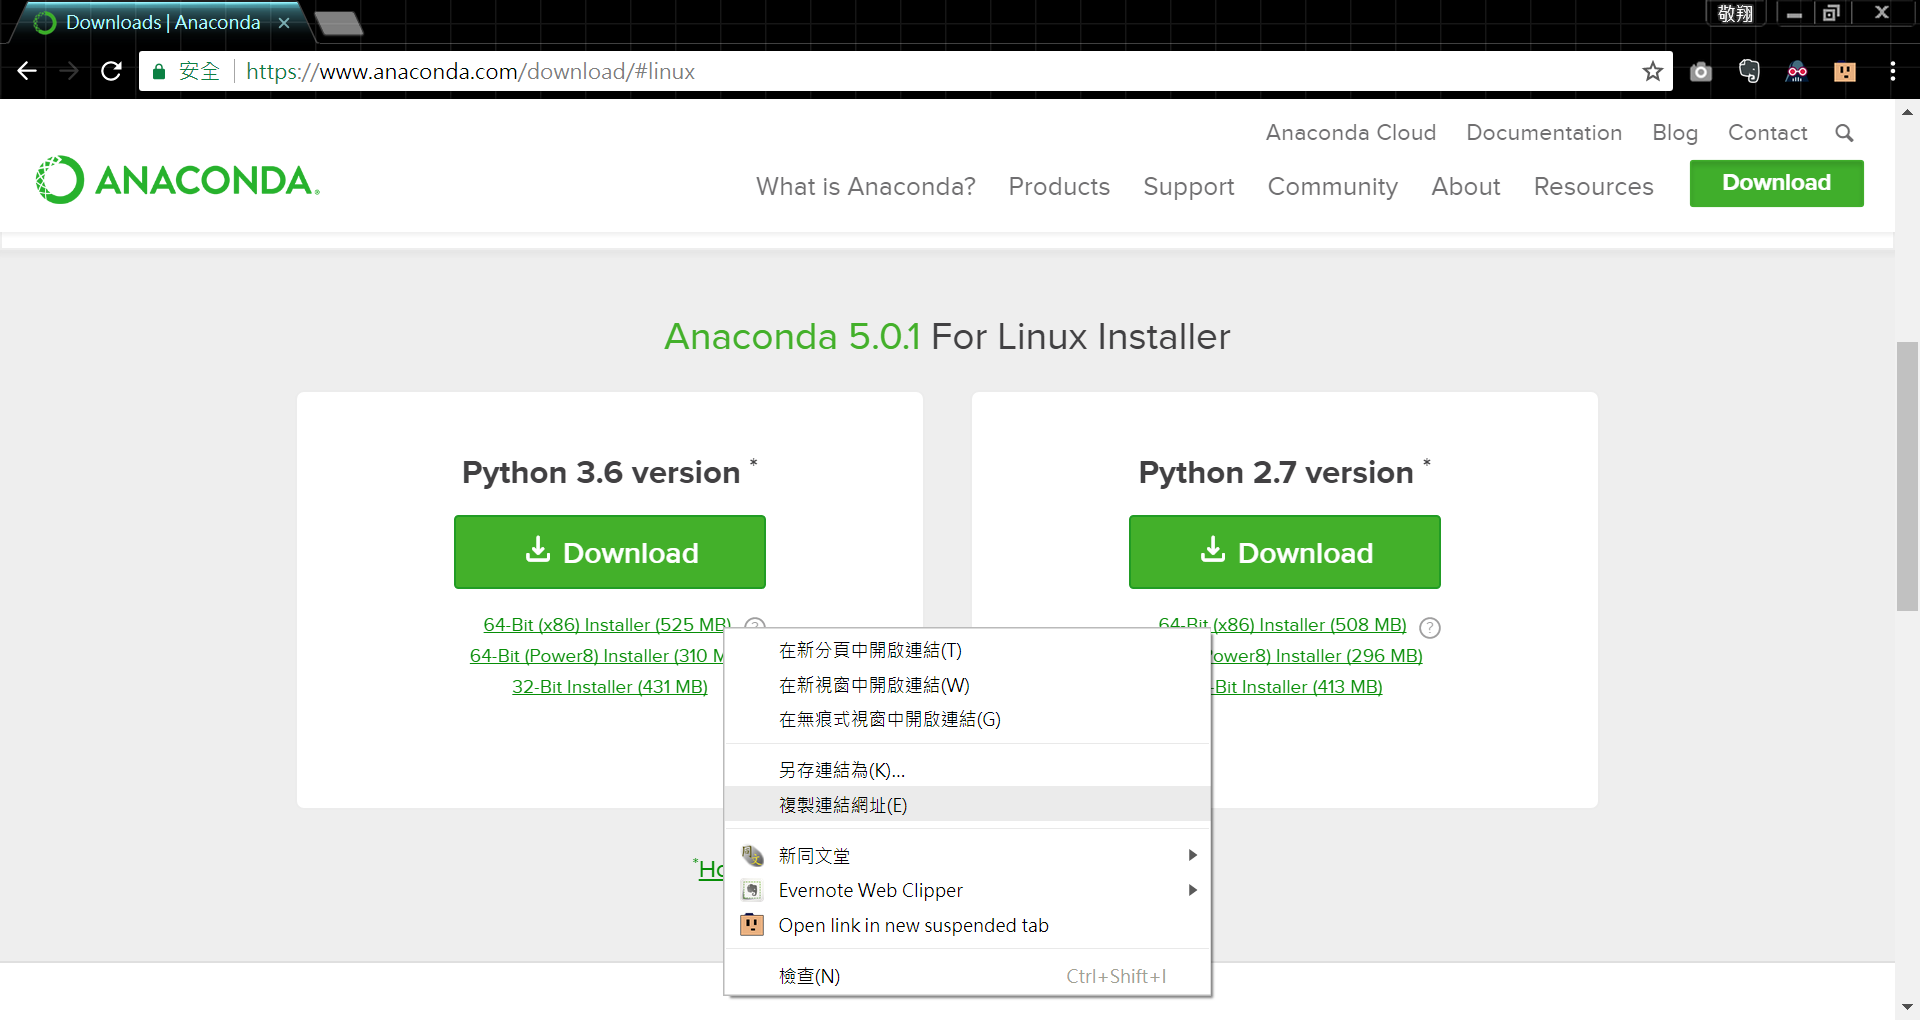 Downloads | Anaconda
敬翔
安全
https://www.anaconda.com/download/#linux
Anaconda Cloud
Documentation
Blog
Contact
ANACONDA.
What is Anaconda?
Products
Support
Community
About
Resources
Download
Anaconda 5.0.1 For Linux Installer
Python 3.6 version *
Download
64-Bit (x86) Installer (525 MB)
?
64-Bit (Power8) Installer (310 M
32-Bit Installer (431 MB)
Python 2.7 version *
Download
64-Bit (x86) Installer (508 MB)
?
ower8) Installer (296 MB)
-Bit Installer (413 MB)
在新分頁中開啟連結(T)
在新視窗中開啟連結(W)
在無痕式視窗中開啟連結(G)
另存連結為(K)...
複製連結網址(E)
新同文堂
Evernote Web Clipper
Open link in new suspended tab
檢查(N)
Ctrl+Shift+I
*Ho